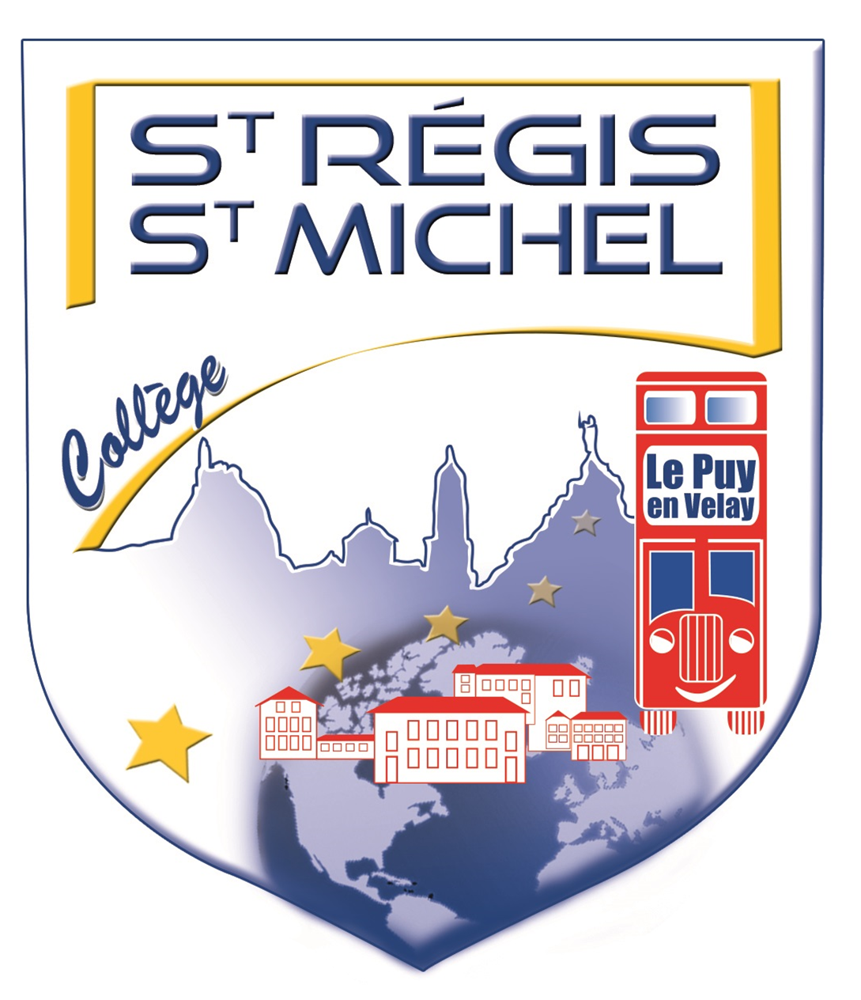 ST RÉGIS
ST MICHEL
Collège
Le Puy
en Velay